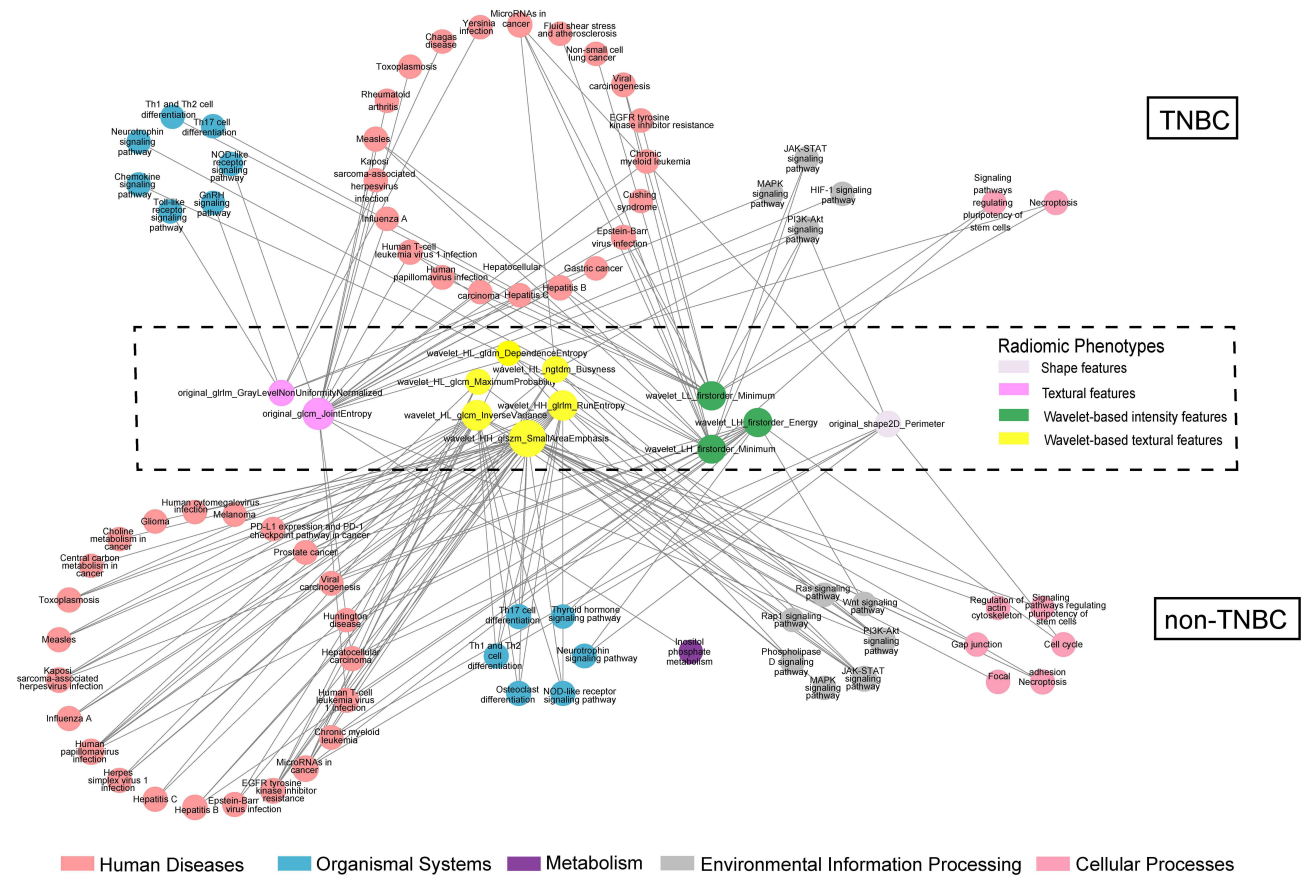 MicroRNAs in
cancer
Yersinia
infection
Fluid shear stress
and atherosclerosis
Chagas
disease
Non-small cell
lung cancer
Toxoplasmosis
Viral
carcinogenesis
Rheumatoid
arthritis
EGFR tyrosine
kinase inhibitor resistance
Measles
Chronic
myeloid leukemia
Kaposi
sarcoma-associated
herpesvirus
infection
Cushing
syndrome
Influenza A
Epstein-Barr
virus infection
Human T-cell
leukemia virus 1 infection
Human
papillomavirus infection
Hepatocellular
carcinoma
Hepatitis C
Hepatitis B
Gastric cancer
Th1 and Th2 cell
differentiation
Th17 cell
differentiation
Neurotrophin
signaling
pathway
NOD-like
receptor
signaling
pathway
Chemokine
signaling
pathway
Toll-like
receptor
signaling
pathway
GnRH
signaling
pathway
JAK-STAT
signaling
pathway
MAPK
signaling
pathway
HIF-1 signaling
pathway
PI3K-Akt
signaling
pathway
Signaling
pathways
regulating
pluripotency of
stem cells
Necroptosis
TNBC
wavelet_HL_gldm_DependenceEntropy
wavelet_HL_ngtdm_Busyness
wavelet_HL_glcm_MaximumProbability
original_glrlm_GrayLevelNonUniformityNormalized
original_glcm_JointEntropy
wavelet_HH_glrlm_RunEntropy
wavelet_HL_glcm_InverseVariance
wavelet_HH_glszm_SmallAreaEmphasis
wavelet_LL_firstorder_Minimum
wavelet_LH_firstorder_Energy
wavelet_LH_firstorder_Minimum
original_shape2D_Perimeter
Radiomic Phenotypes
Shape features
Textural features
Wavelet-based intensity features
Wavelet-based textural features
Human cytomegalovirus
infection
Melanoma
Glioma
PD-L1 expression and PD-1
checkpoint pathway in cancer
Choline
metabolism in
cancer
Prostate cancer
Central carbon
metabolism in
cancer
Viral
carcinogenesis
Toxoplasmosis
Huntington
disease
Measles
Hepatocellular
carcinoma
Kaposi
sarcoma-associated
herpesvirus infection
Human T-cell
leukemia virus
1 infection
Influenza A
Chronic myeloid
leukemia
Human
papillomavirus
infection
MicroRNAs in
cancer
Herpes
simplex virus 1
infection
EGFR tyrosine
kinase inhibitor
resistance
Hepatitis C
Hepatitis B
Epstein-Barr
virus infection
Th17 cell
differentiation
Thyroid hormone
signaling pathway
Th1 and Th2
cell
differentiation
Neurotrophin
signaling pathway
Osteoclast
differentiation
NOD-like receptor
signaling pathway
Inositol
phosphate
metabolism
Ras signaling
pathway
Wnt signaling
pathway
Rap1 signaling
pathway
PI3K-Akt
signaling
pathway
Phospholipase
D signaling
pathway
MAPK
signaling
pathway
JAK-STAT
signaling
pathway
Regulation of
actin
cytoskeleton
Signaling
pathways regulating
pluripotency of
stem cells
Gap junction
Cell cycle
Focal
adhesion
Necroptosis
non-TNBC
Human Diseases
Organismal Systems
Metabolism
Environmental Information Processing
Cellular Processes